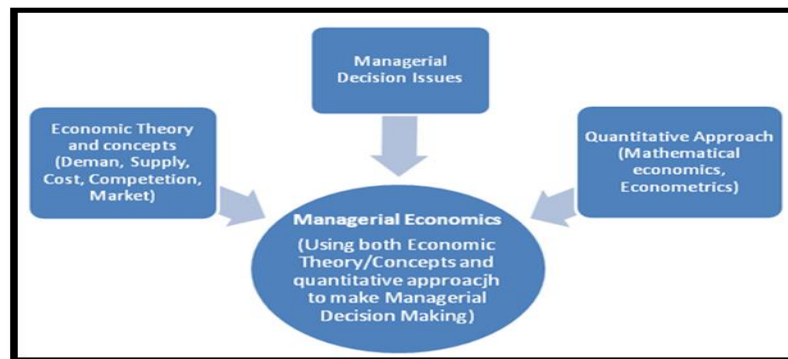 Managerial
Decision Issues
Economic Theory
and concepts
(Deman, Supply,
Cost, Competetion,
Market)
Quantitative Approach
(Mathematical
economics,
Econometrics)
Managerial Economics
(Using both Economic
Theory/Concepts and
quantitative approacjh
to make Managerial
Decision Making)